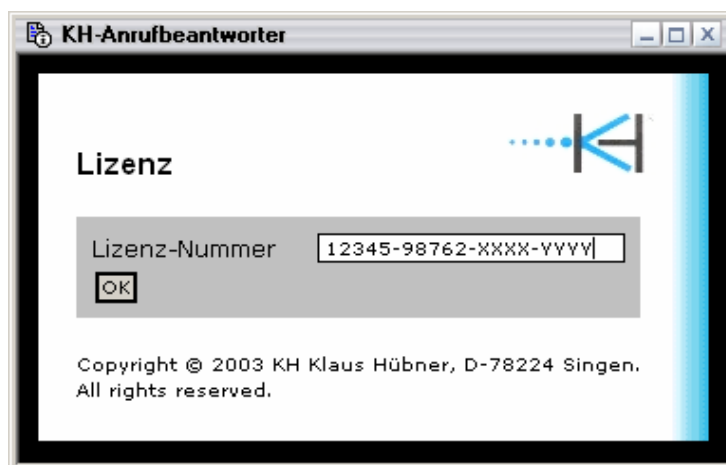 KH-Anrufbeantworter
KH
Lizenz
Lizenz-Nummer 12345-98762-XXXX-YYYY
OK
Copyright © 2003 KH Klaus Hübner, D-78224 Singen.
All rights reserved.